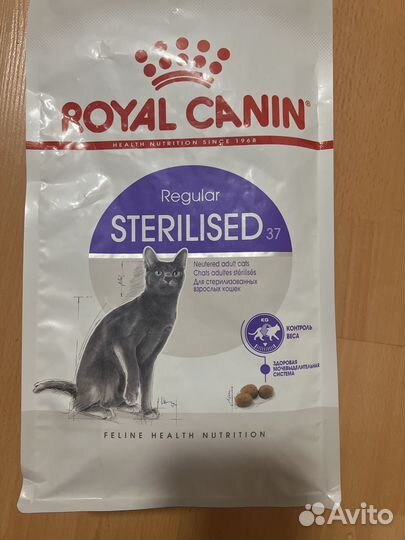 ROYAL CANIN
HEALTH NUTRITION SINCE 1968
Regular
STERILISED 37
Neutered adult cats
Chats adultes stérilisés
Для стерилизованных
взрослых кошек
KG
КОНТРОЛЬ
ВЕСА
ЗДОРОВАЯ
МОЧЕВЫДЕЛИТЕЛЬНАЯ
СИСТЕМА
FELINE HEALTH NUTRITION
Avito